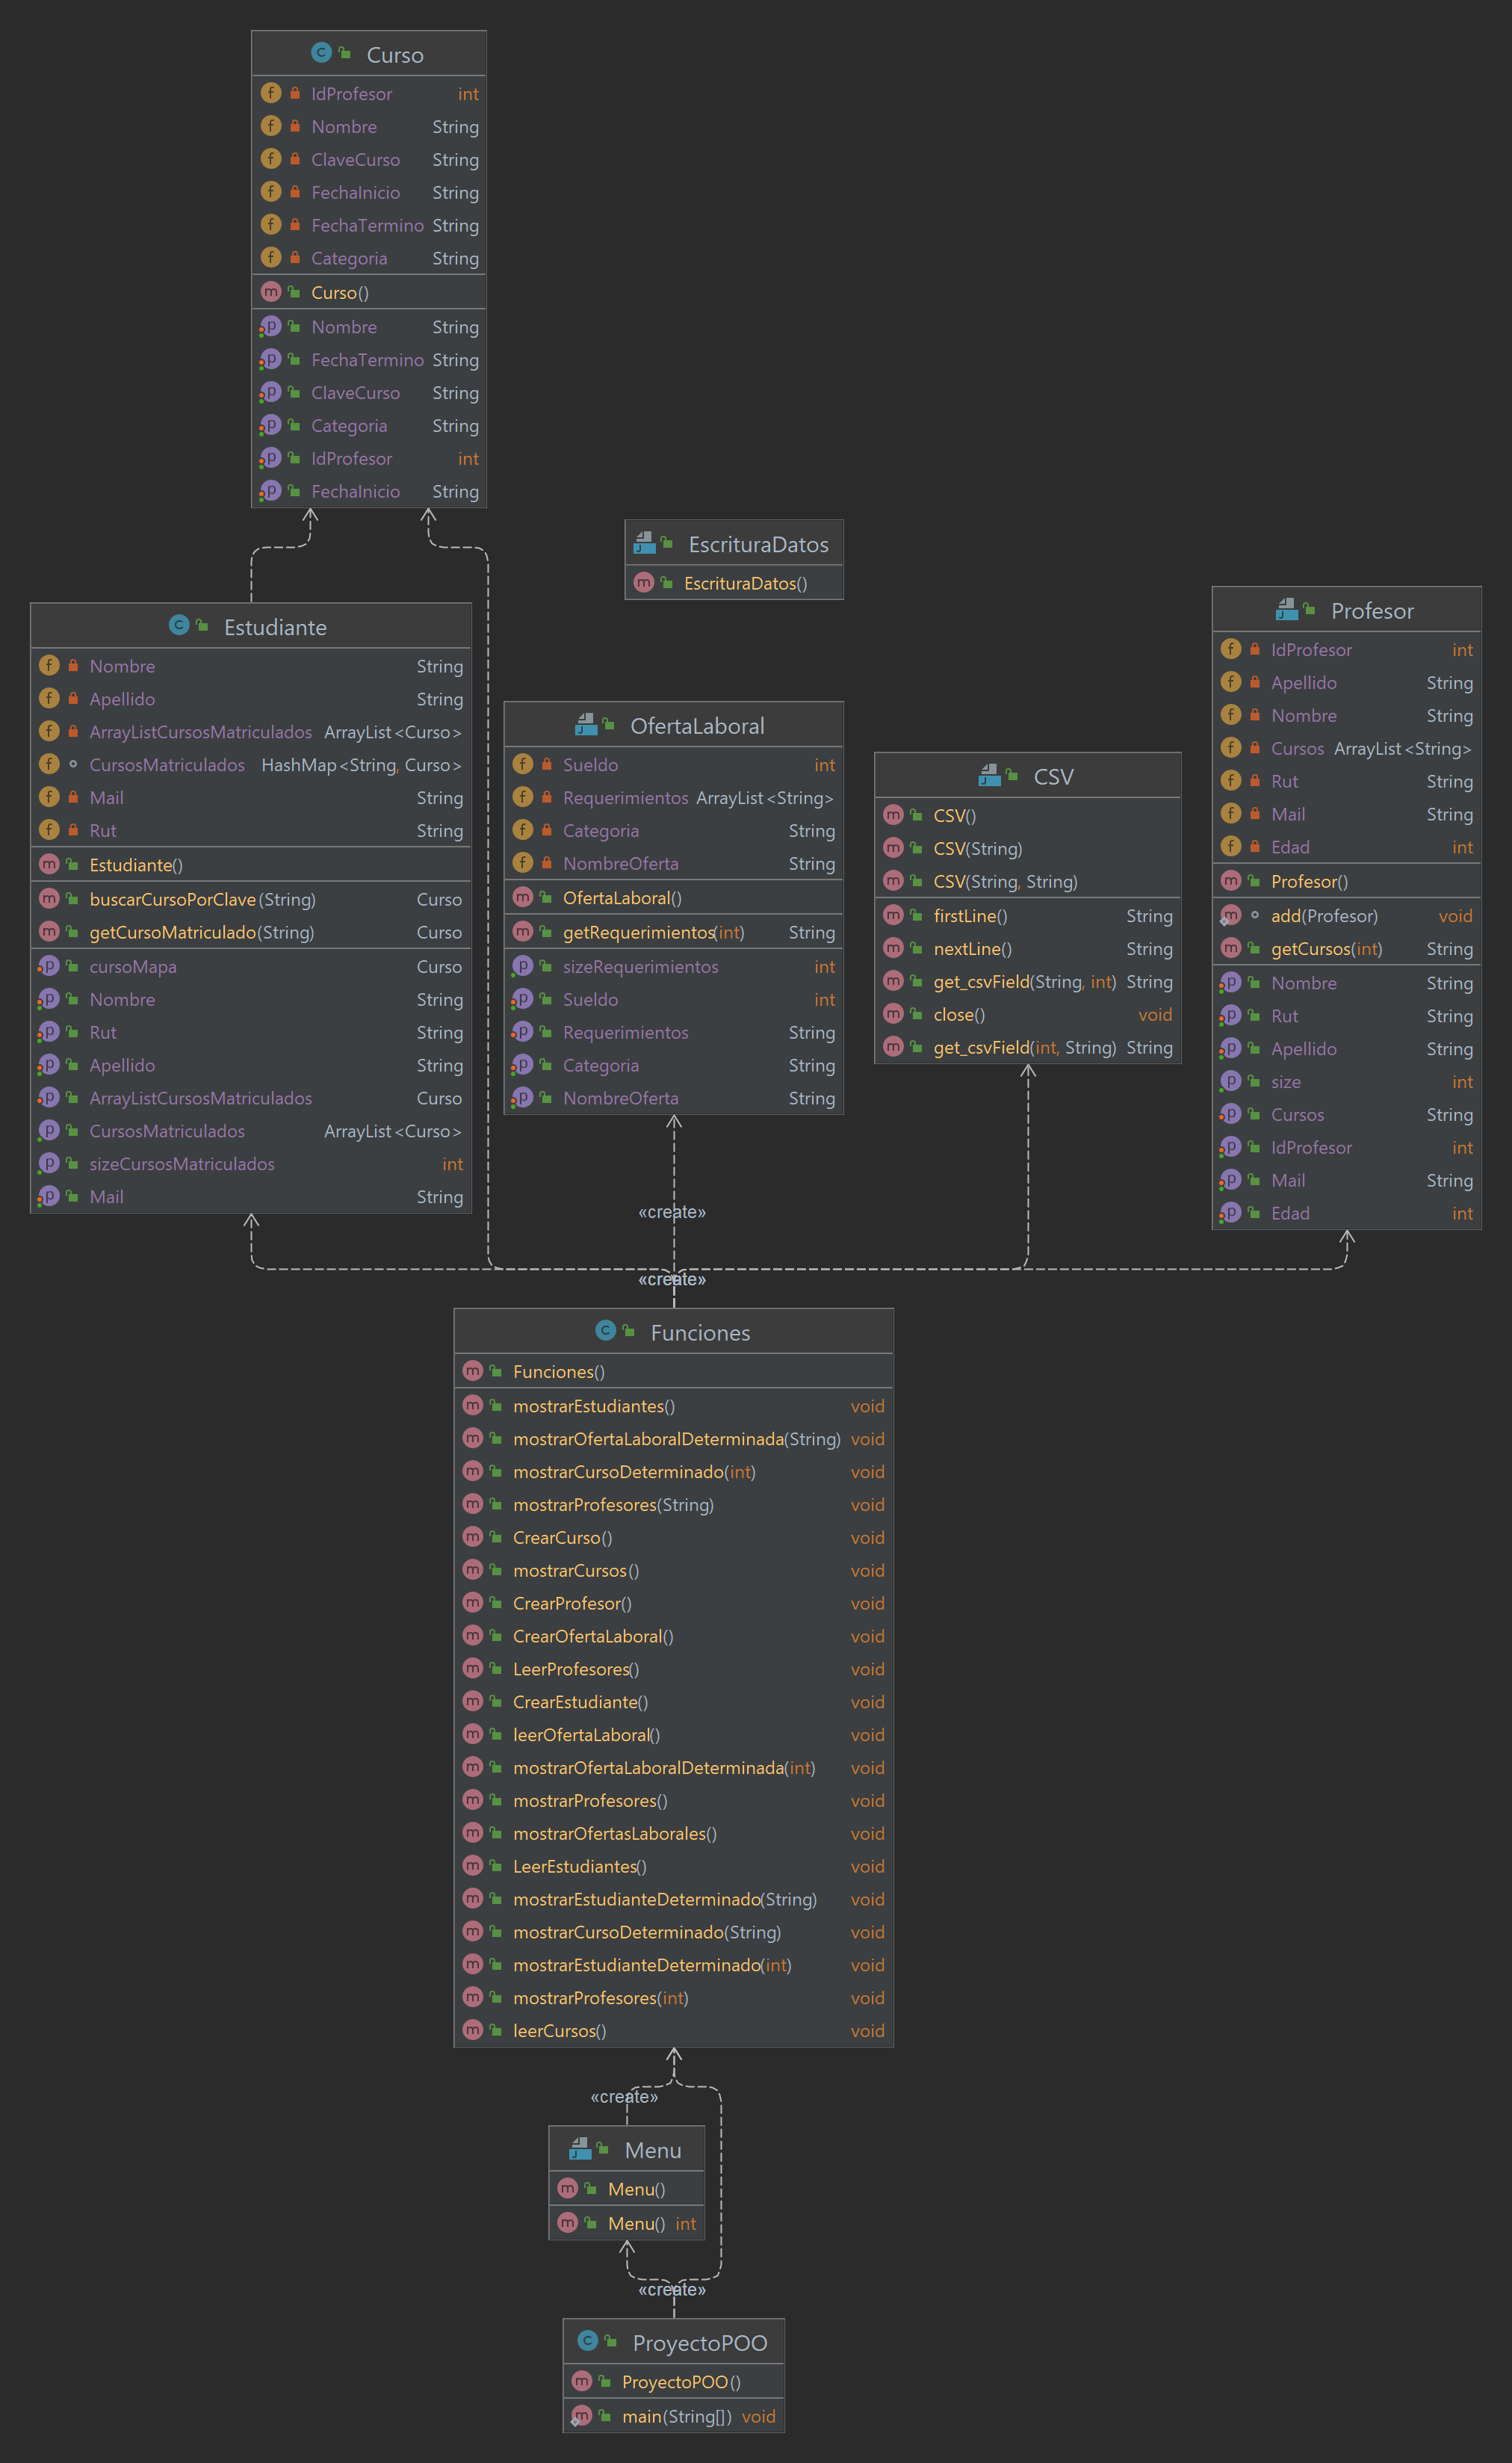 Curso
IdProfesor int
Nombre String
ClaveCurso String
FechaInicio String
FechaTermino String
Categoria String
Curso()
Nombre String
FechaTermino String
ClaveCurso String
Categoria String
IdProfesor int
FechaInicio String
EscrituraDatos
EscrituraDatos()
Estudiante
Nombre String
Apellido String
ArrayListCursosMatriculados ArrayList<Curso>
CursosMatriculados HashMap<String, Curso>
Mail String
Rut String
Estudiante()
buscarCursoPorClave(String) Curso
getCursoMatriculado(String) Curso
cursoMapa Curso
Nombre String
Rut String
Apellido String
ArrayListCursosMatriculados Curso
CursosMatriculados ArrayList<Curso>
sizeCursosMatriculados int
Mail String
OfertaLaboral
Sueldo int
Requerimientos ArrayList<String>
Categoria String
NombreOferta String
OfertaLaboral()
getRequerimientos(int) String
sizeRequerimientos int
Sueldo int
Requerimientos String
Categoria String
NombreOferta String
CSV
CSV()
CSV(String)
CSV(String, String)
firstLine() String
nextLine() String
get_csvField(String, int) String
close() void
get_csvField(int, String) String
Profesor
IdProfesor int
Apellido String
Nombre String
Cursos ArrayList<String>
Rut String
Mail String
Edad int
Profesor()
add(Profesor) void
getCursos(int) String
Nombre String
Rut String
Apellido String
size int
Cursos String
IdProfesor int
Mail String
Edad int
«create»
«create»
Funciones
Funciones()
mostrarEstudiantes() void
mostrarOfertaLaboralDeterminada(String) void
mostrarCursoDeterminado(int) void
mostrarProfesores(String) void
CrearCurso() void
mostrarCursos() void
CrearProfesor() void
CrearOfertaLaboral() void
LeerProfesores() void
CrearEstudiante() void
leerOfertaLaboral() void
mostrarOfertaLaboralDeterminada(int) void
mostrarProfesores() void
mostrarOfertasLaborales() void
LeerEstudiantes() void
mostrarEstudianteDeterminado(String) void
mostrarCursoDeterminado(String) void
mostrarEstudianteDeterminado(int) void
mostrarProfesores(int) void
leerCursos() void
«create»
Menu
Menu()
Menu() int
«create»
ProyectoPOO
ProyectoPOO()
main(String[]) void